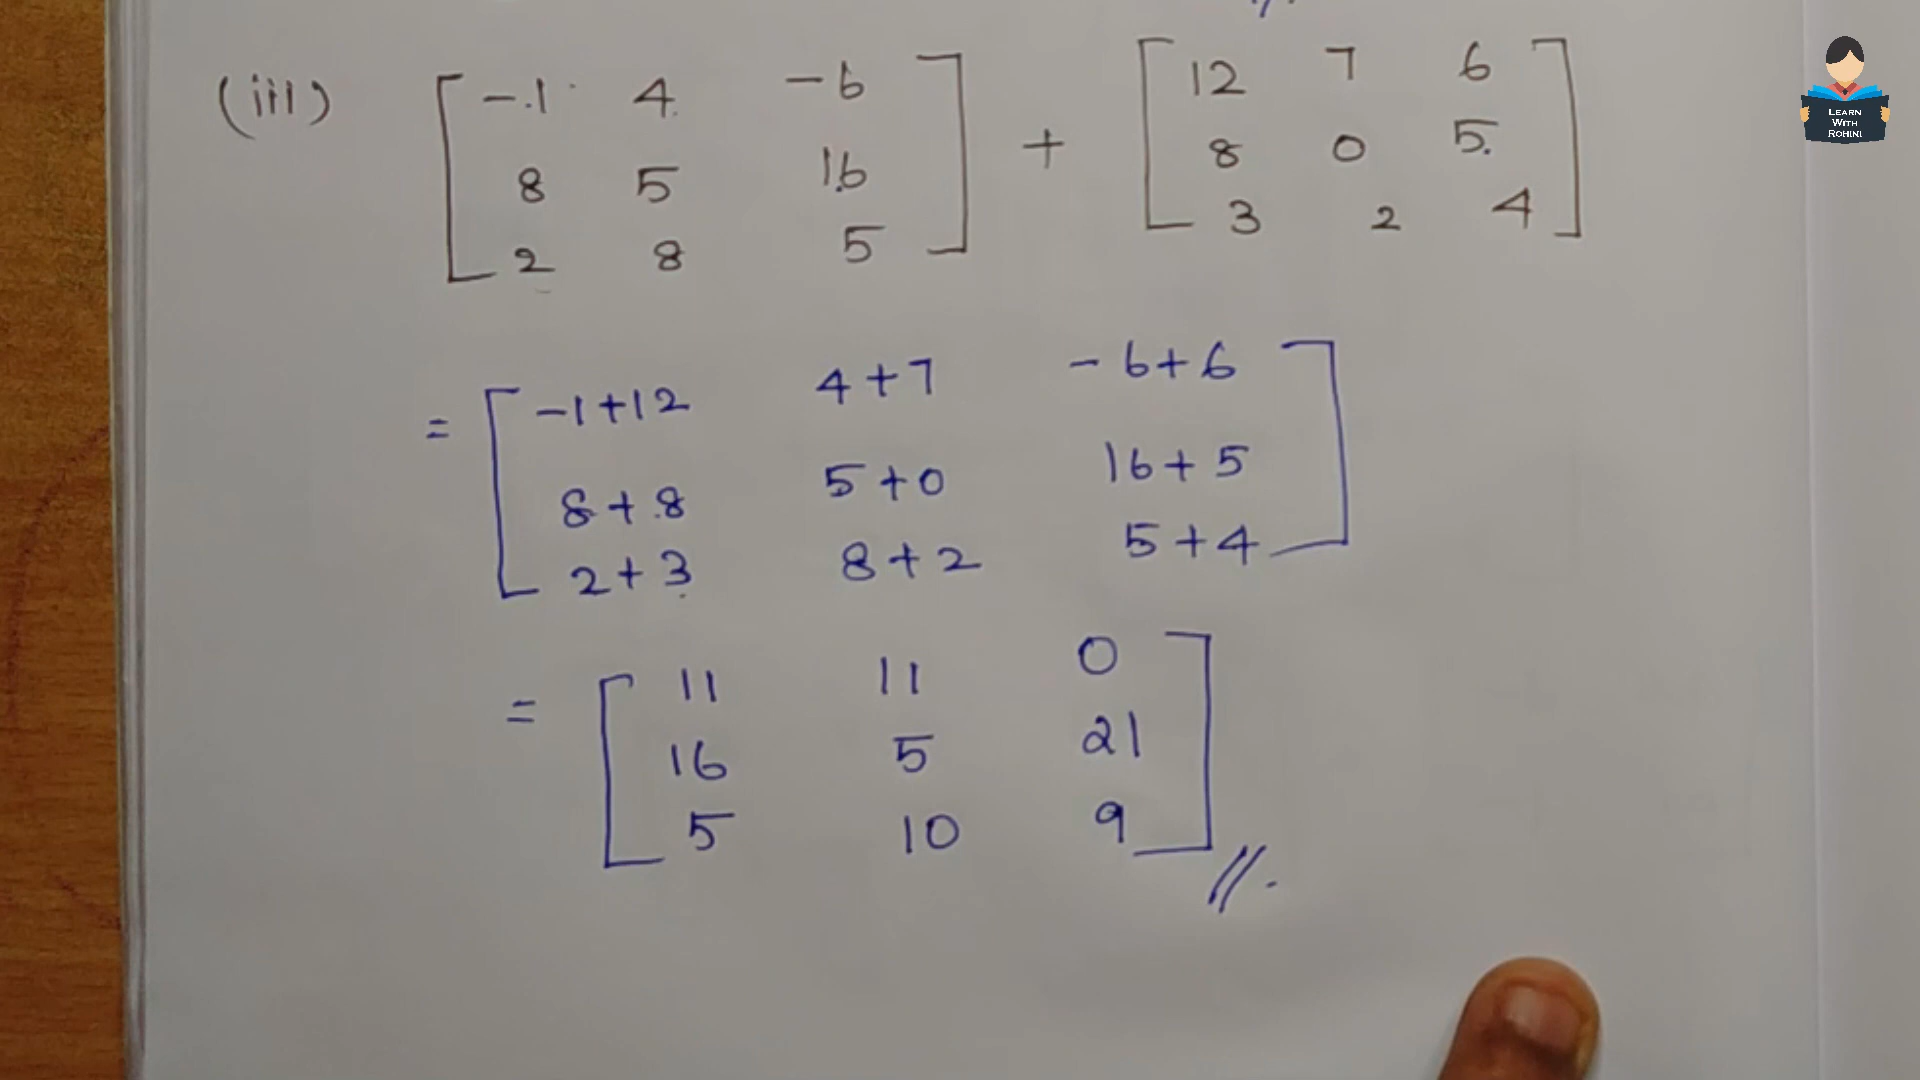 (iii) [ -1 4 -6 ] + [ 12 7 6 ]
[ 8 5 16 ] [ 8 0 5 ]
[ 2 8 5 ] [ 3 2 4 ]
= [ -1+12 4+7 -6+6 ]
[ 8+8 5+0 16+5 ]
[ 2+3 8+2 5+4 ]
= [ 11 11 0 ]
[ 16 5 21 ]
[ 5 10 9 ] //.
LEARN
WITH
ROHINI